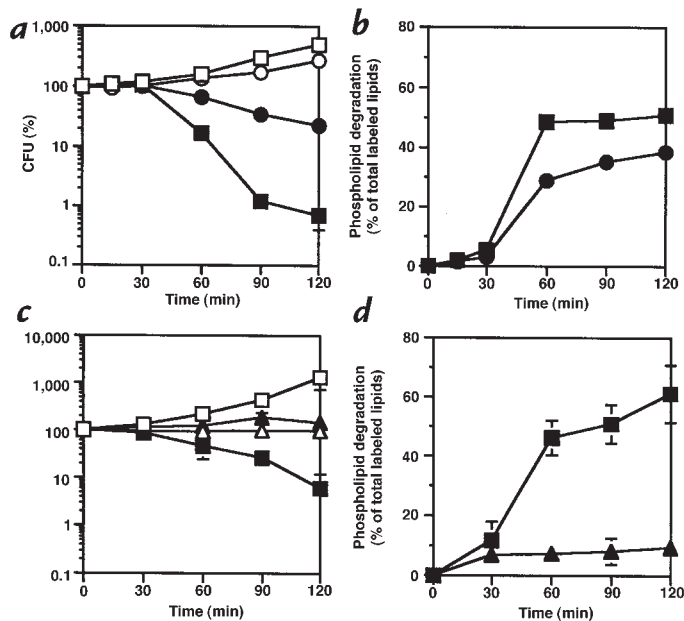 a
1,000
100
10
1
0.1
CFU (%)
0 30 60 90 120
Time (min)
b
80
60
40
20
0
Phospholipid degradation
(% of total labeled lipids)
0 30 60 90 120
Time (min)
c
10,000
1,000
100
10
1
0.1
0 30 60 90 120
Time (min)
d
80
60
40
20
0
Phospholipid degradation
(% of total labeled lipids)
0 30 60 90 120
Time (min)